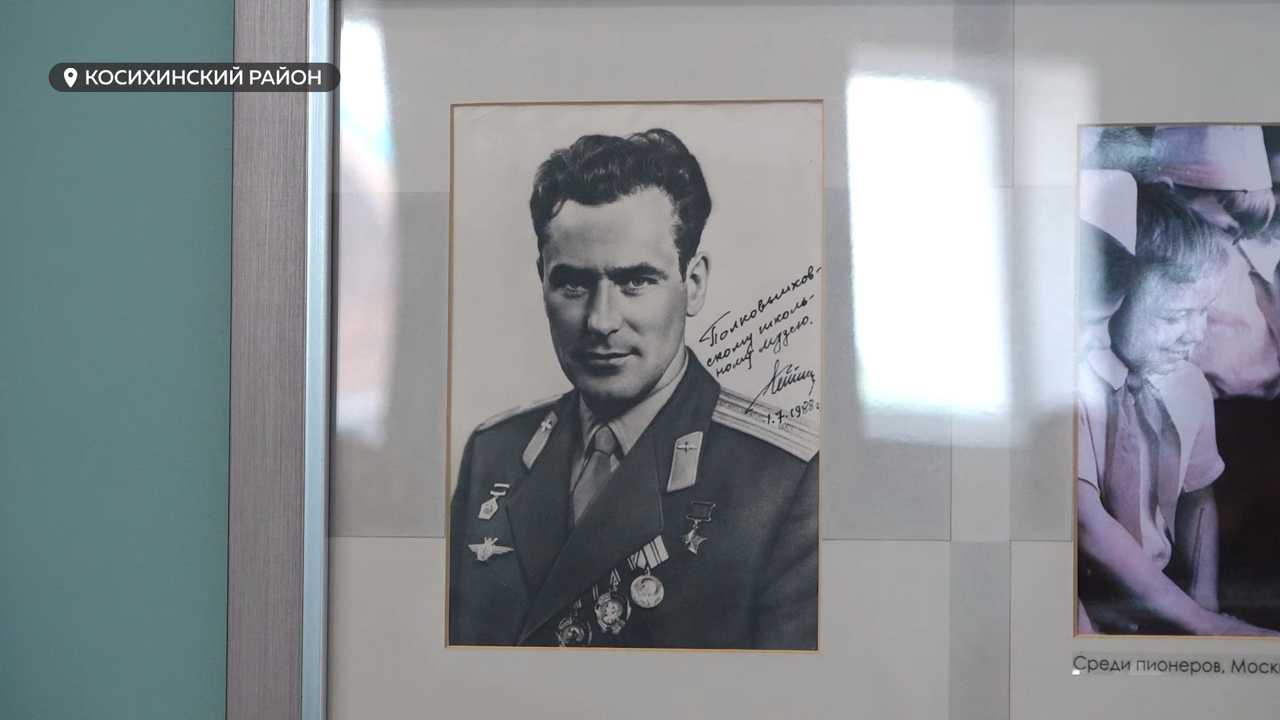 КОСИХИНСКИЙ РАЙОН
Полковников-
скому школь-
ному музею.
1.7.1988г
Среди пионеров, Моск